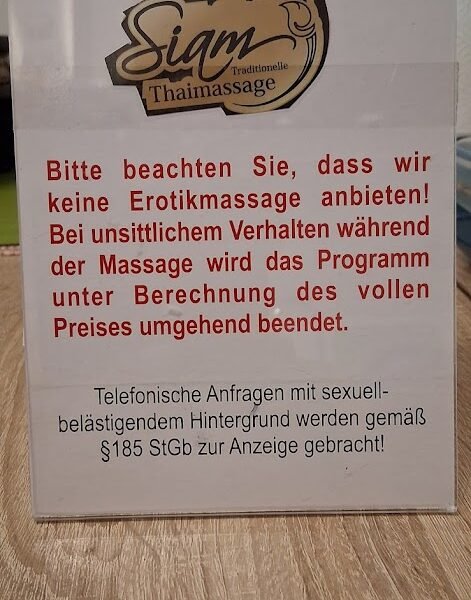 Siam
Traditionelle
Thaimassage
Bitte beachten Sie, dass wir
keine Erotikmassage anbieten!
Bei unsittlichem Verhalten während
der Massage wird das Programm
unter Berechnung des vollen
Preises umgehend beendet.
Telefonische Anfragen mit sexuell-
belästigendem Hintergrund werden gemäß
§185 StGb zur Anzeige gebracht!